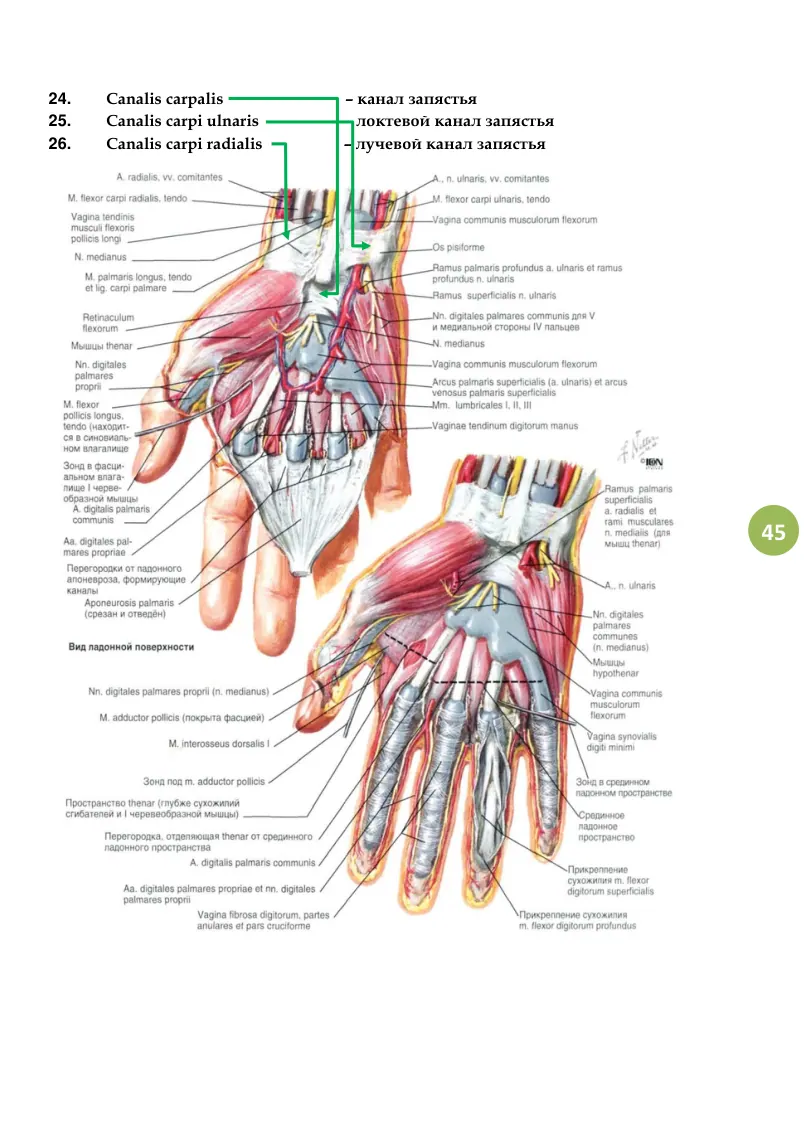 24. Canalis carpalis – канал запястья
25. Canalis carpi ulnaris локтевой канал запястья
26. Canalis carpi radialis – лучевой канал запястья
A. radialis, vv. comitantes
M. flexor carpi radialis, tendo
Vagina tendinis
musculi flexoris
pollicis longi
N. medianus
M. palmaris longus, tendo
et lig. carpi palmare
Retinaculum
flexorum
Мышцы thenar
Nn. digitales
palmares
proprii
M. flexor
pollicis longus,
tendo (находит-
ся в синовиаль-
ном влагалище
Зонд в фасци-
альном влага-
лище I черве-
образной мышцы
A. digitalis palmaris
communis
Aa. digitales pal-
mares propriae
Перегородки от падонного
апоневроза, формирующие
каналы
Aponeurosis palmaris
(срезан и отведён)
Вид ладонной поверхности
A., n. ulnaris, vv. comitantes
M. flexor carpi ulnaris, tendo
Vagina communis musculorum flexorum
Os pisiforme
Ramus palmaris profundus a. ulnaris et ramus
profundus n. ulnaris
Ramus superficialis n. ulnaris
Nn. digitales palmares communis для V
и медиальной стороны IV пальцев
N. medianus
Vagina communis musculorum flexorum
Arcus palmaris superficialis (a. ulnaris) et arcus
venosus palmaris superficialis
Mm. lumbricales I, II, III
Vaginae tendinum digitorum manus
ICON
45
Ramus palmaris
superficialis
a. radialis et
rami musculares
n. medialis (для
мышц thenar)
A., n. ulnaris
Nn. digitales
palmares
communes
(n. medianus)
Мышцы
hypothenar
Vagina communis
musculorum
flexorum
Vagina synovialis
digiti minimi
Зонд в срединном
ладонном пространстве
Срединное
ладонное
пространство
Прикрепление
сухожилия m. flexor
digitorum superficialis
Прикрепление сухожилия
m. flexor digitorum profundus
Nn. digitales palmares proprii (n. medianus)
M. adductor pollicis (покрыта фасцией)
M. interosseus dorsalis I
Зонд под m. adductor pollicis
Пространство thenar (глубже сухожилий
сгибателей и I черевеобразной мышцы)
Перегородка, отделяющая thenar от срединного
ладонного пространства
A. digitalis palmaris communis
Aa. digitales palmares propriae et nn. digitales
palmares proprii
Vagina fibrosa digitorum, partes
anulares et pars cruciforme